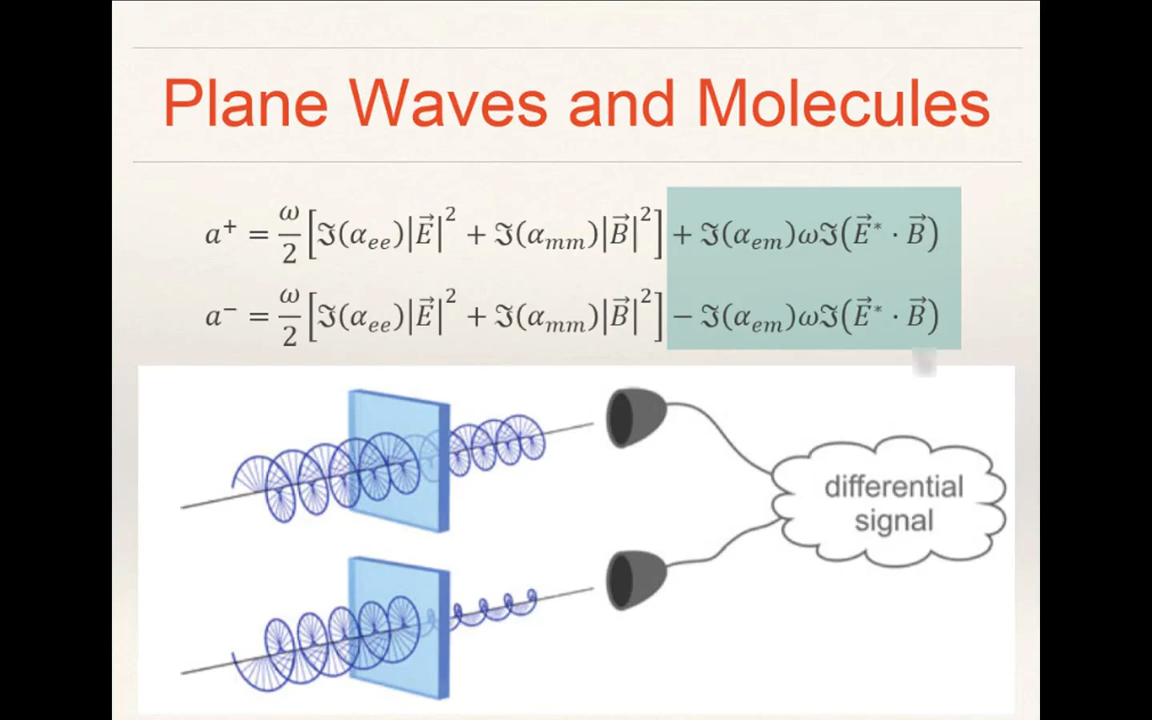 Plane Waves and Molecules
a⁺ = ω/2 [ℑ(α_ee)|E⃗|² + ℑ(α_mm)|B⃗|²] + ℑ(α_em)ωℑ(E⃗* · B⃗)
a⁻ = ω/2 [ℑ(α_ee)|E⃗|² + ℑ(α_mm)|B⃗|²] − ℑ(α_em)ωℑ(E⃗* · B⃗)
differential
signal